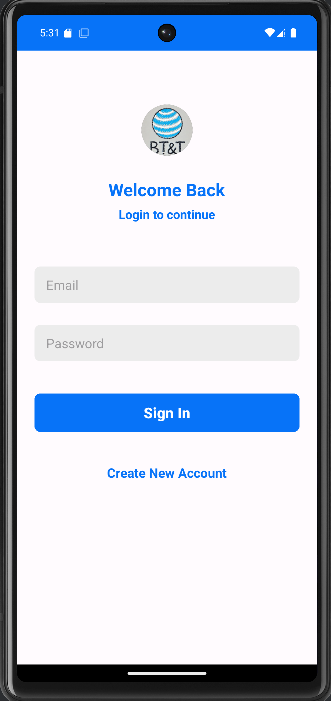 5:31
BT&T
Welcome Back
Login to continue
Email
Password
Sign In
Create New Account